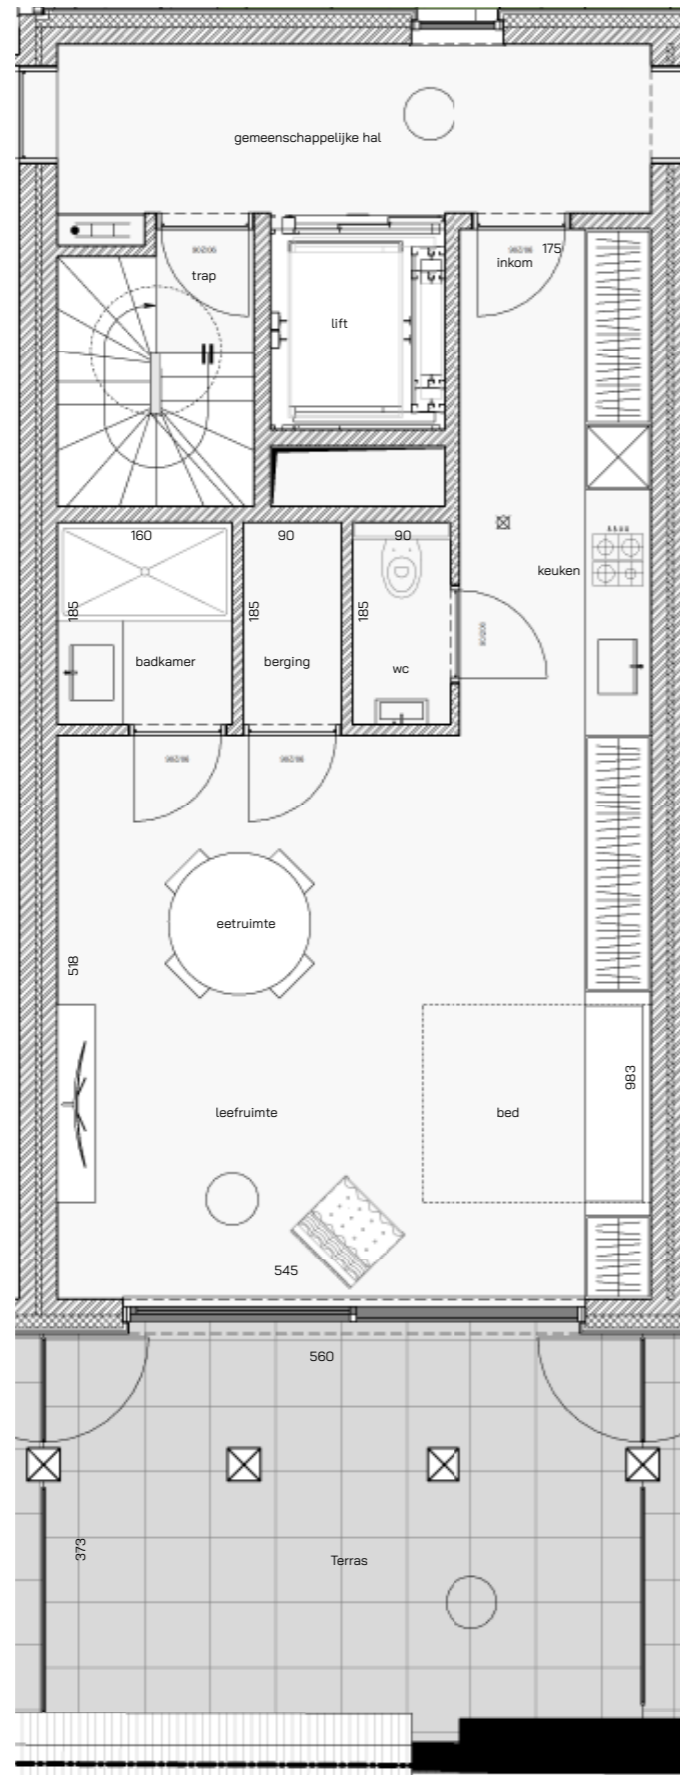 gemeenschappelijke hal
trap
inkom
175
lift
keuken
160
90
90
185
185
185
badkamer
berging
wc
eetruimte
518
983
leefruimte
bed
545
560
373
Terras